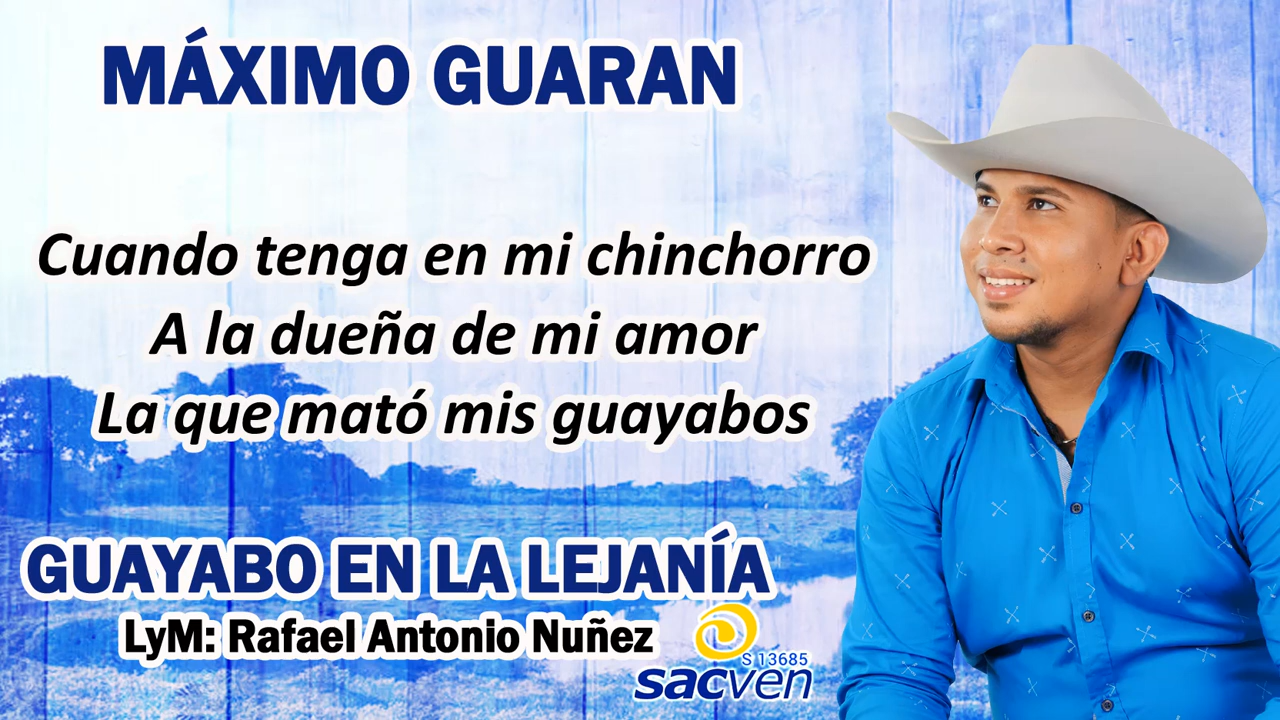 MÁXIMO GUARAN
Cuando tenga en mi chinchorro
A la dueña de mi amor
La que mató mis guayabos
GUAYABO EN LA LEJANÍA
LyM: Rafael Antonio Nuñez
S 13685
sacven